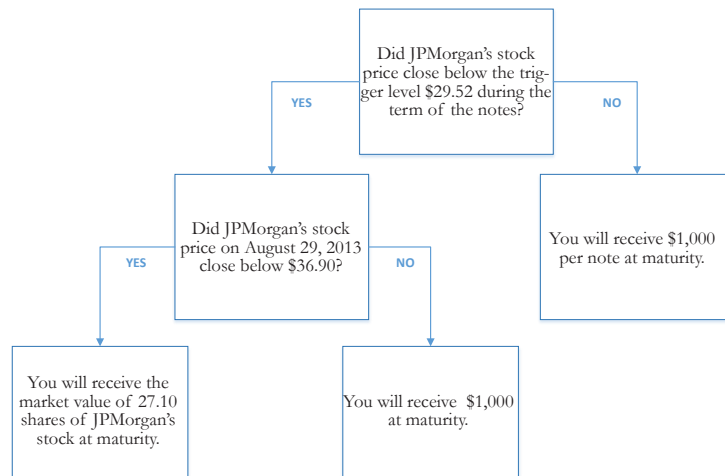 Did JPMorgan's stock
price close below the trig-
ger level $29.52 during the
term of the notes?
YES
NO
Did JPMorgan's stock
price on August 29, 2013
close below $36.90?
You will receive $1,000
per note at maturity.
YES
NO
You will receive the
market value of 27.10
shares of JPMorgan's
stock at maturity.
You will receive $1,000
at maturity.